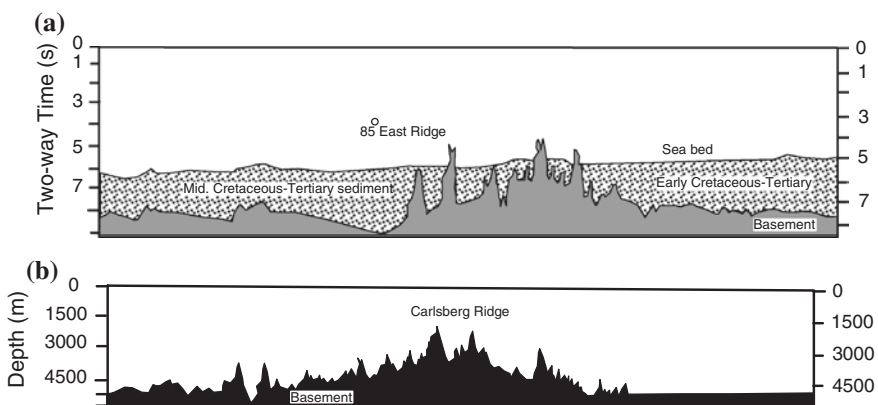 (a)
Two-way Time (s)
0
1
3
5
7
0
1
3
5
7
85 East Ridge
Sea bed
Mid. Cretaceous-Tertiary sediment
Early Cretaceous-Tertiary
Basement
(b)
Depth (m)
0
1500
3000
4500
0
1500
3000
4500
Carlsberg Ridge
Basement